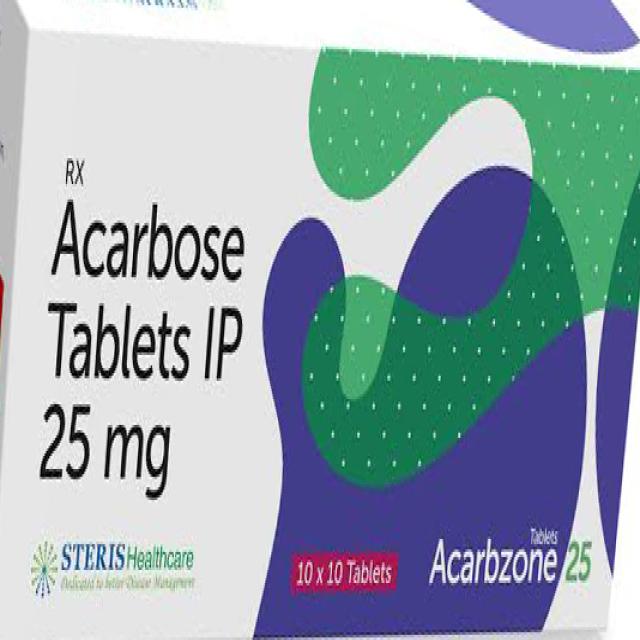 RX
Acarbose
Tablets IP
25 mg
STERIS Healthcare
Dedicated to better Disease Management
10 x 10 Tablets
Tablets
Acarbzone 25